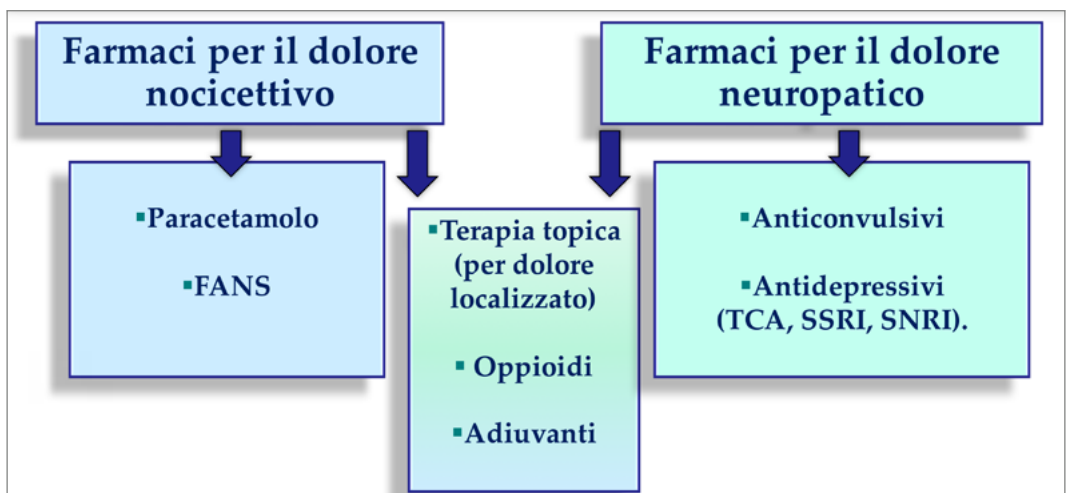 Farmaci per il dolore
nocicettivo
Farmaci per il dolore
neuropatico
▪Paracetamolo
▪FANS
▪Terapia topica
(per dolore
localizzato)
▪ Oppioidi
▪Adiuvanti
▪Anticonvulsivi
▪Antidepressivi
(TCA, SSRI, SNRI).